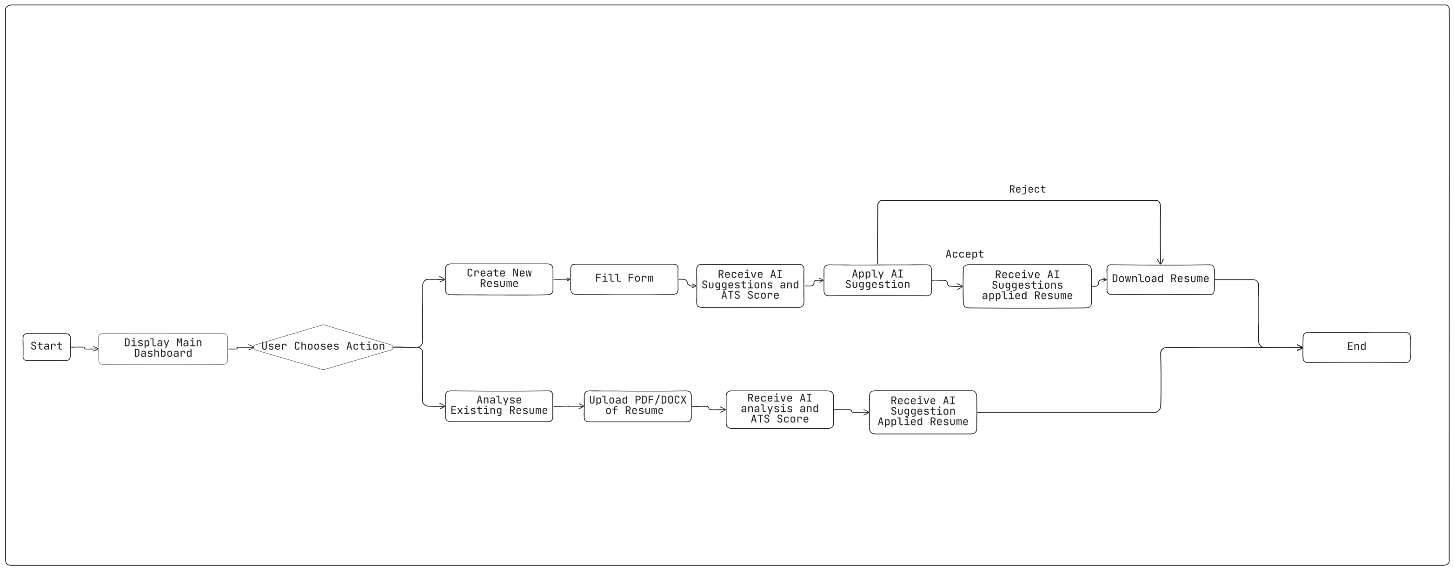 Reject
Accept
Create New
Resume
Fill Form
Receive AI
Suggestions and
ATS Score
Apply AI
Suggestion
Receive AI
Suggestions
applied Resume
Download Resume
Start
Display Main
Dashboard
User Chooses Action
End
Analyse
Existing Resume
Upload PDF/DOCX
of Resume
Receive AI
analysis and
ATS Score
Receive AI
Suggestion
Applied Resume